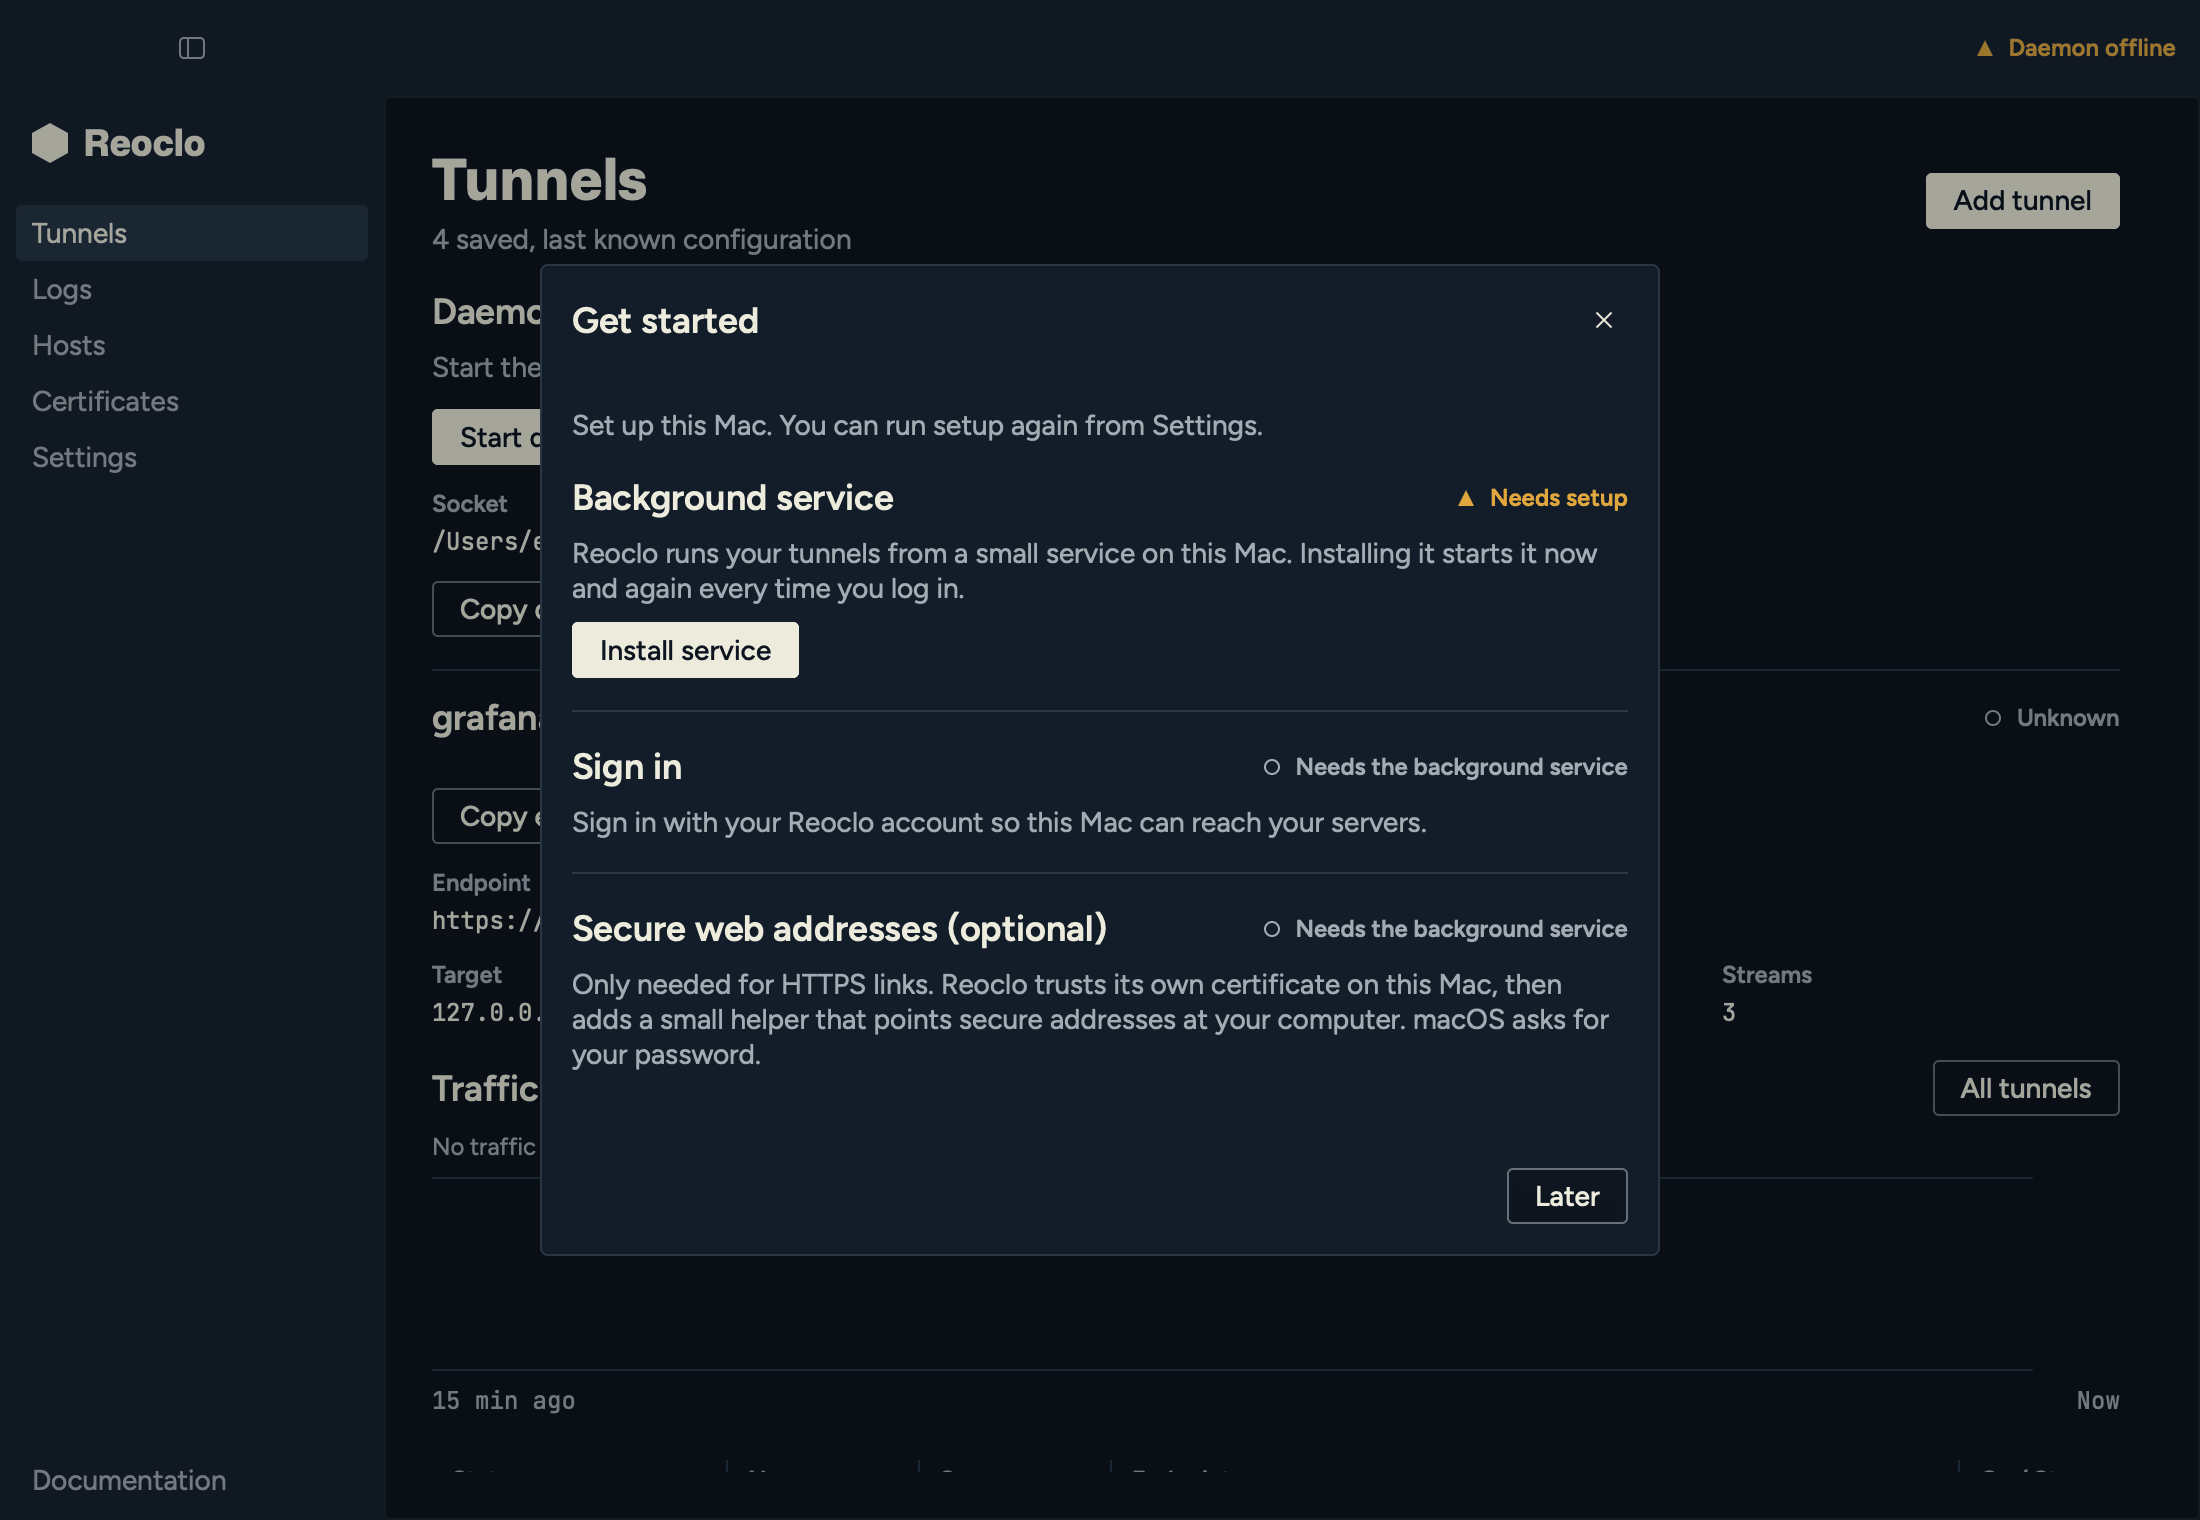 Daemon offline
Reoclo
Tunnels
Logs
Hosts
Certificates
Settings
Documentation
Tunnels
4 saved, last known configuration
Add tunnel
Start the
Start
Socket
Copy
Unknown
Copy
Endpoint
https://
Target
127.0.0.
Streams
3
Traffic
All tunnels
No traffic
15 min ago
Now
Get started
Set up this Mac. You can run setup again from Settings.
Background service
Needs setup
Reoclo runs your tunnels from a small service on this Mac. Installing it starts it now
and again every time you log in.
Install service
Sign in
Needs the background service
Sign in with your Reoclo account so this Mac can reach your servers.
Secure web addresses (optional)
Needs the background service
Only needed for HTTPS links. Reoclo trusts its own certificate on this Mac, then
adds a small helper that points secure addresses at your computer. macOS asks for
your password.
Later